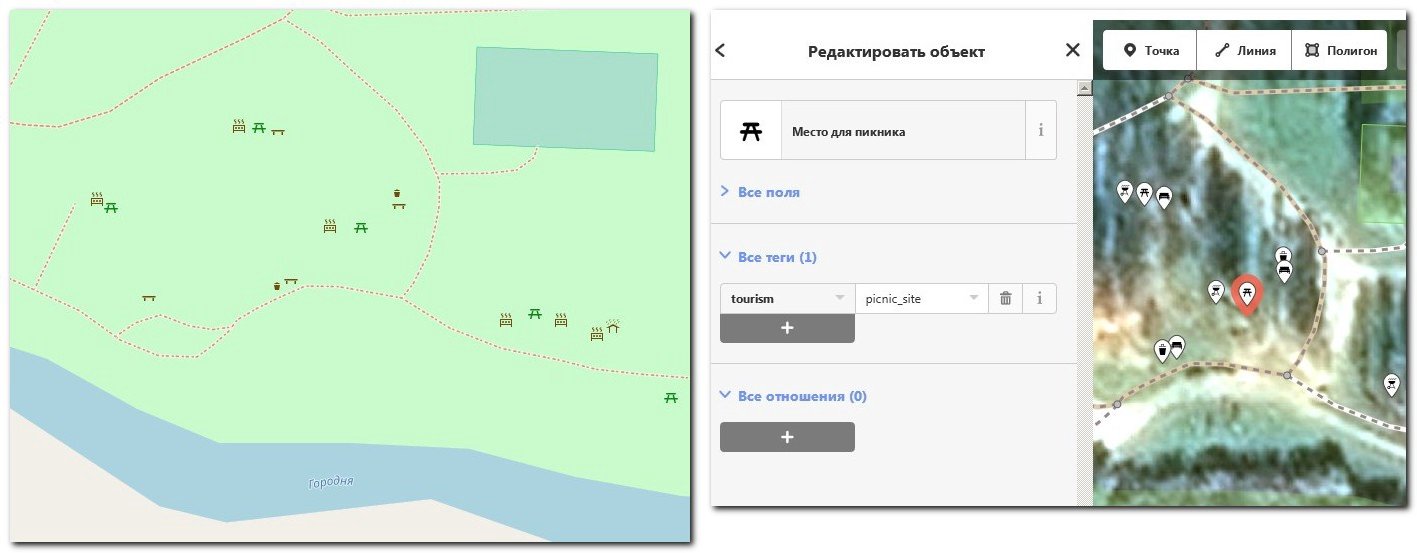 Городня
Редактировать объект
Точка
Линия
Полигон
Место для пикника
i
Все поля
Все теги (1)
tourism
picnic_site
i
+
Все отношения (0)
+